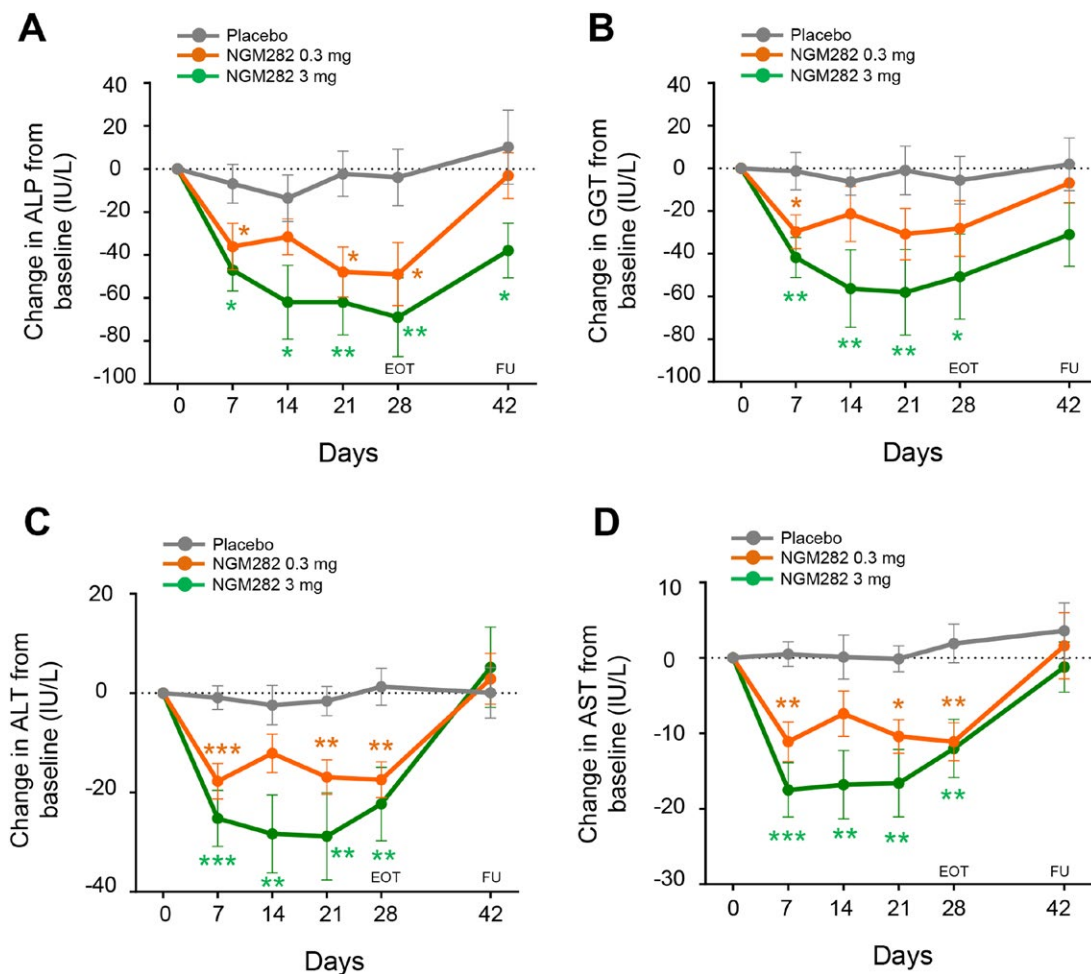 A
Placebo
NGM282 0.3 mg
NGM282 3 mg
Change in ALP from
baseline (IU/L)
40
20
0
-20
-40
-60
-80
-100
*
*
*
*
*
**
**
*
EOT
FU
0 7 14 21 28 42
Days
B
Placebo
NGM282 0.3 mg
NGM282 3 mg
Change in GGT from
baseline (IU/L)
40
20
0
-20
-40
-60
-80
-100
*
**
**
**
*
EOT
FU
0 7 14 21 28 42
Days
C
Placebo
NGM282 0.3 mg
NGM282 3 mg
Change in ALT from
baseline (IU/L)
20
0
-20
-40
***
**
**
***
**
**
**
EOT
FU
0 7 14 21 28 42
Days
D
Placebo
NGM282 0.3 mg
NGM282 3 mg
Change in AST from
baseline (IU/L)
10
0
-10
-20
-30
**
*
**
***
**
**
**
EOT
FU
0 7 14 21 28 42
Days